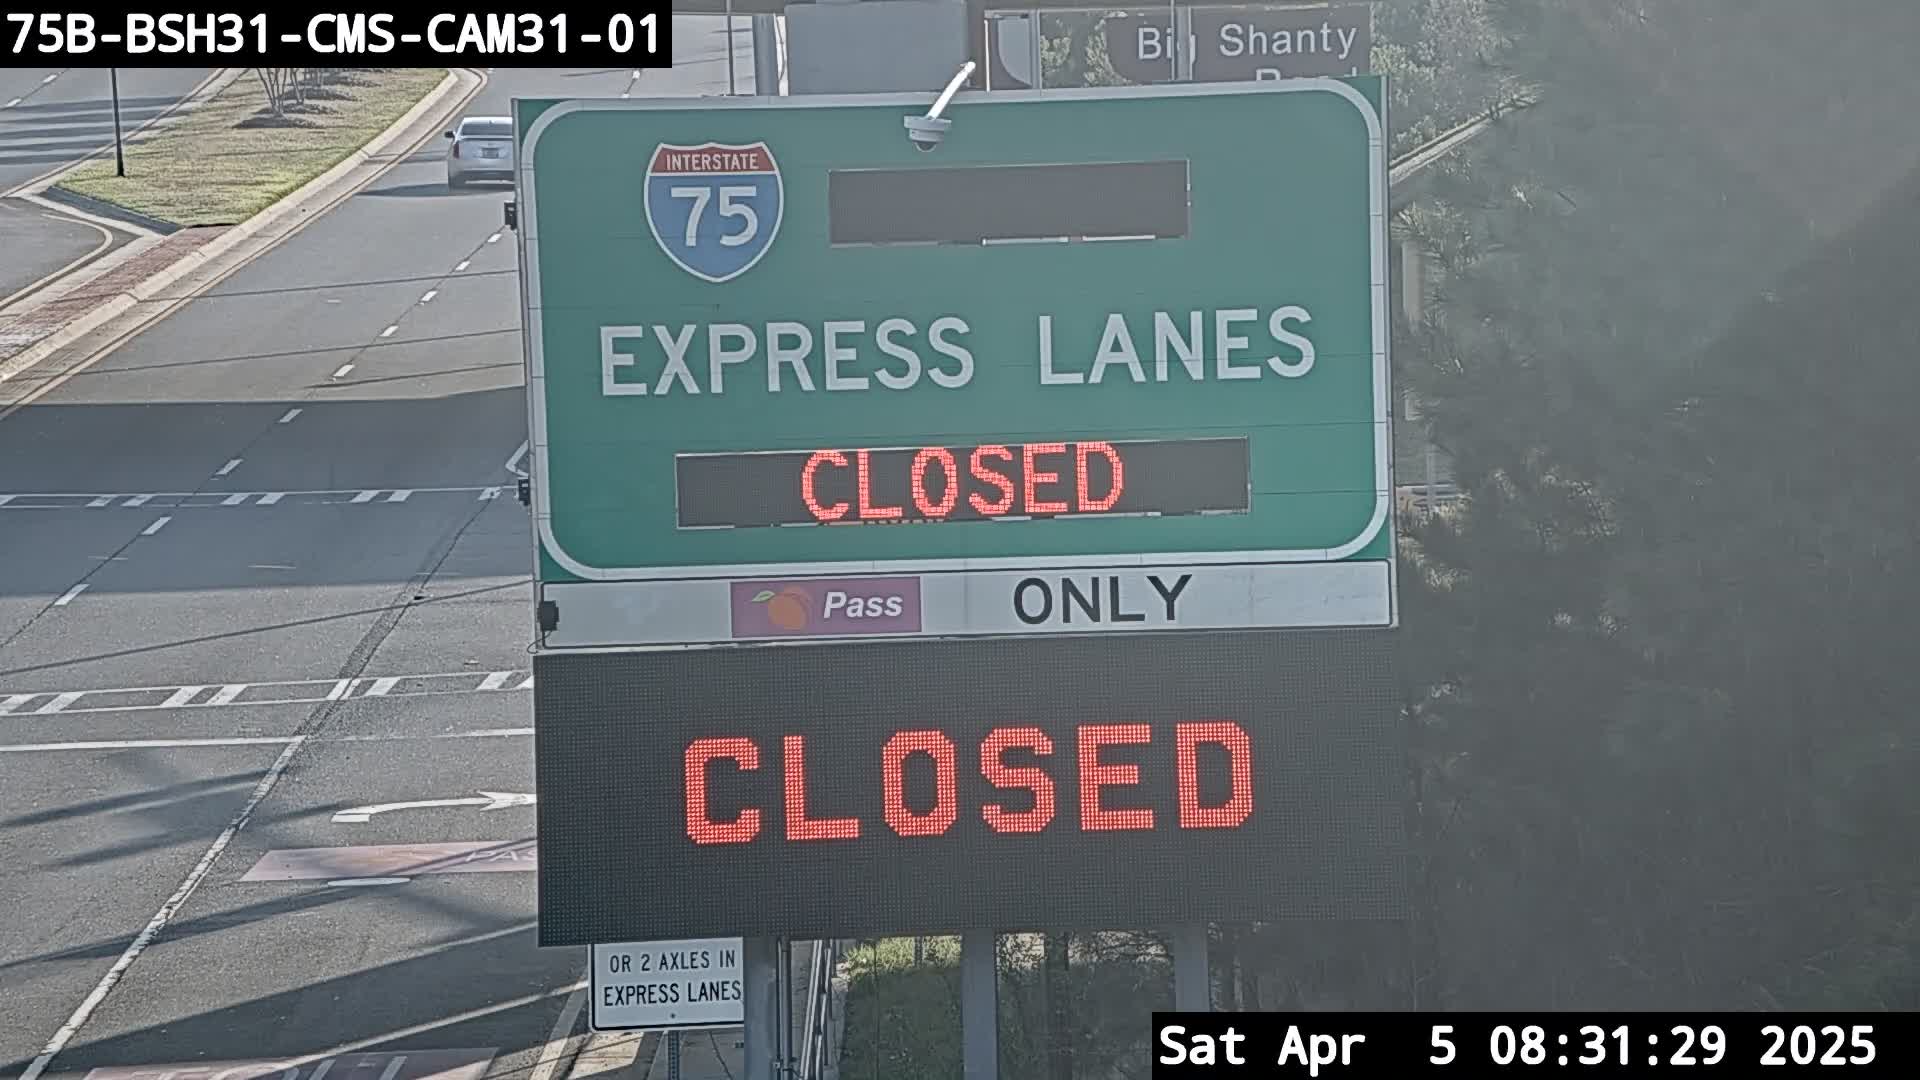 75B-BSH31-CMS-CAM31-01
Big Shanty
INTERSTATE
75
EXPRESS LANES
CLOSED
Pass ONLY
CLOSED
OR 2 AXLES IN
EXPRESS LANES
Sat Apr 5 08:31:29 2025